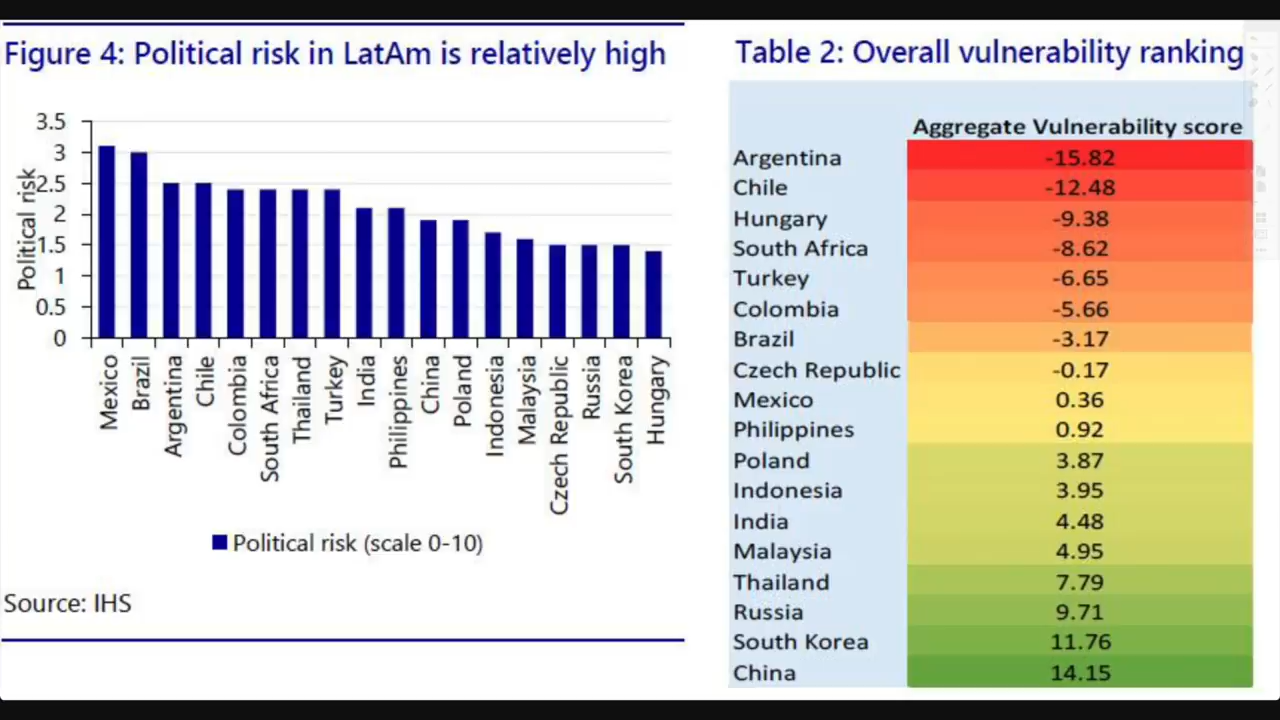 Figure 4: Political risk in LatAm is relatively high
3.5
3
2.5
2
1.5
1
0.5
0
Political risk
Mexico
Brazil
Argentina
Chile
Colombia
South Africa
Thailand
Turkey
India
Philippines
China
Poland
Indonesia
Malaysia
Czech Republic
Russia
South Korea
Hungary
Political risk (scale 0-10)
Source: IHS
Table 2: Overall vulnerability ranking
Aggregate Vulnerability score
Argentina -15.82
Chile -12.48
Hungary -9.38
South Africa -8.62
Turkey -6.65
Colombia -5.66
Brazil -3.17
Czech Republic -0.17
Mexico 0.36
Philippines 0.92
Poland 3.87
Indonesia 3.95
India 4.48
Malaysia 4.95
Thailand 7.79
Russia 9.71
South Korea 11.76
China 14.15